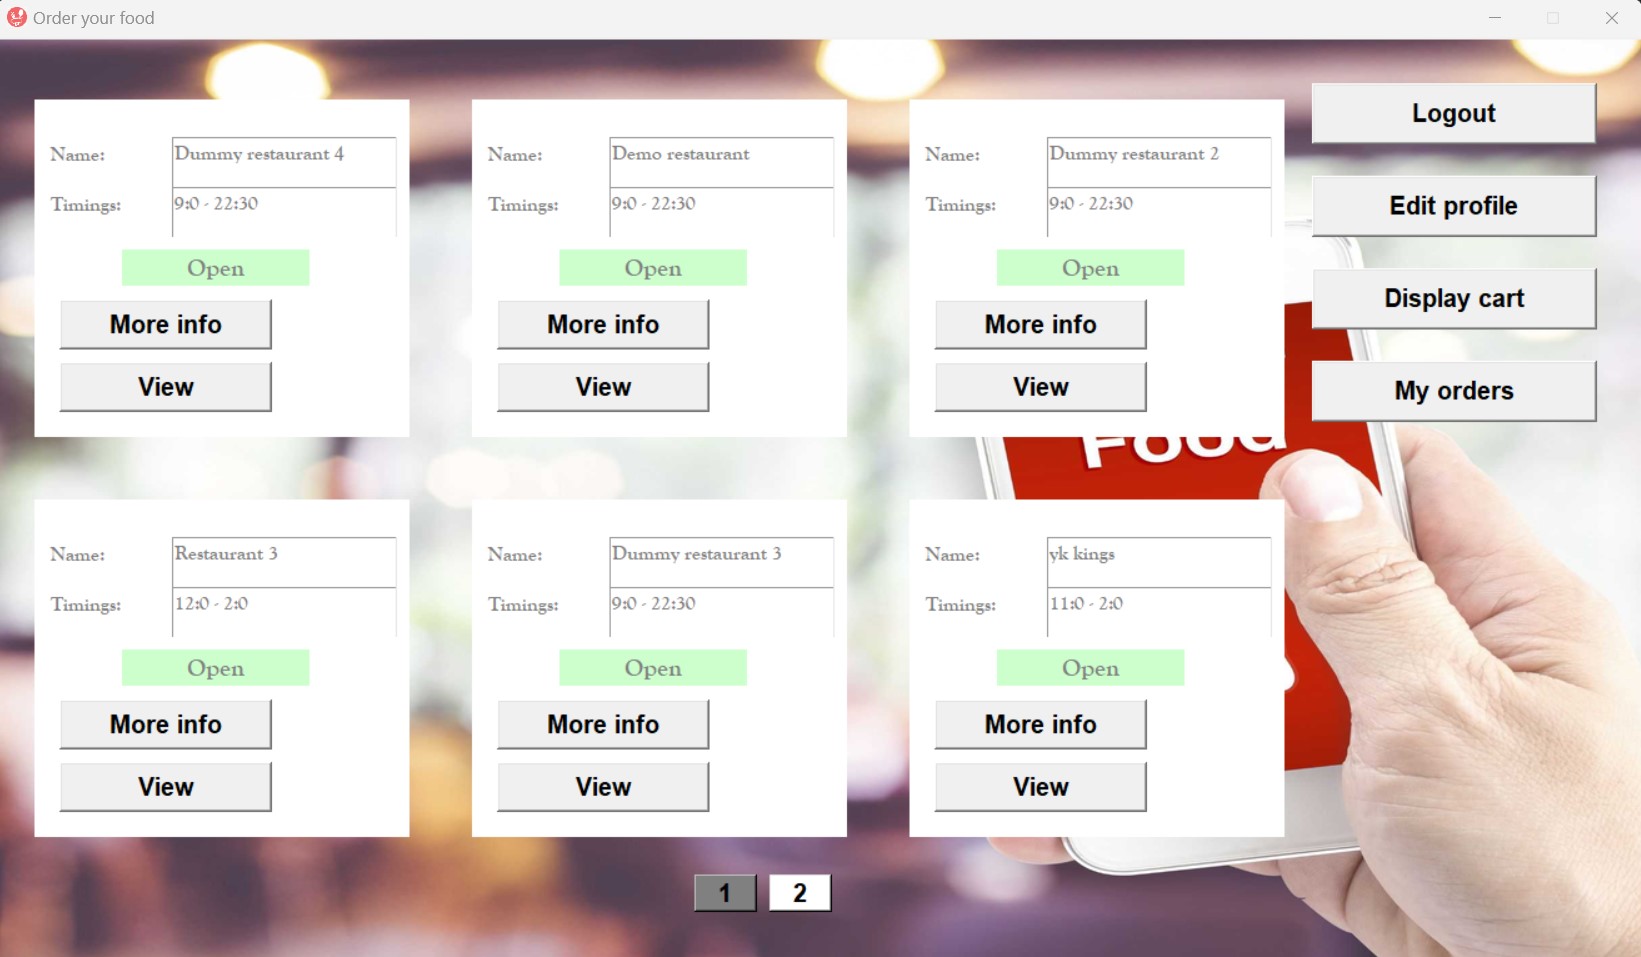 Order your food
Logout
Edit profile
Display cart
My orders
Name: Dummy restaurant 4
Timings: 9:0 - 22:30
Open
More info
View
Name: Demo restaurant
Timings: 9:0 - 22:30
Open
More info
View
Name: Dummy restaurant 2
Timings: 9:0 - 22:30
Open
More info
View
Food
Name: Restaurant 3
Timings: 12:0 - 2:0
Open
More info
View
Name: Dummy restaurant 3
Timings: 9:0 - 22:30
Open
More info
View
Name: yk kings
Timings: 11:0 - 2:0
Open
More info
View
1 2